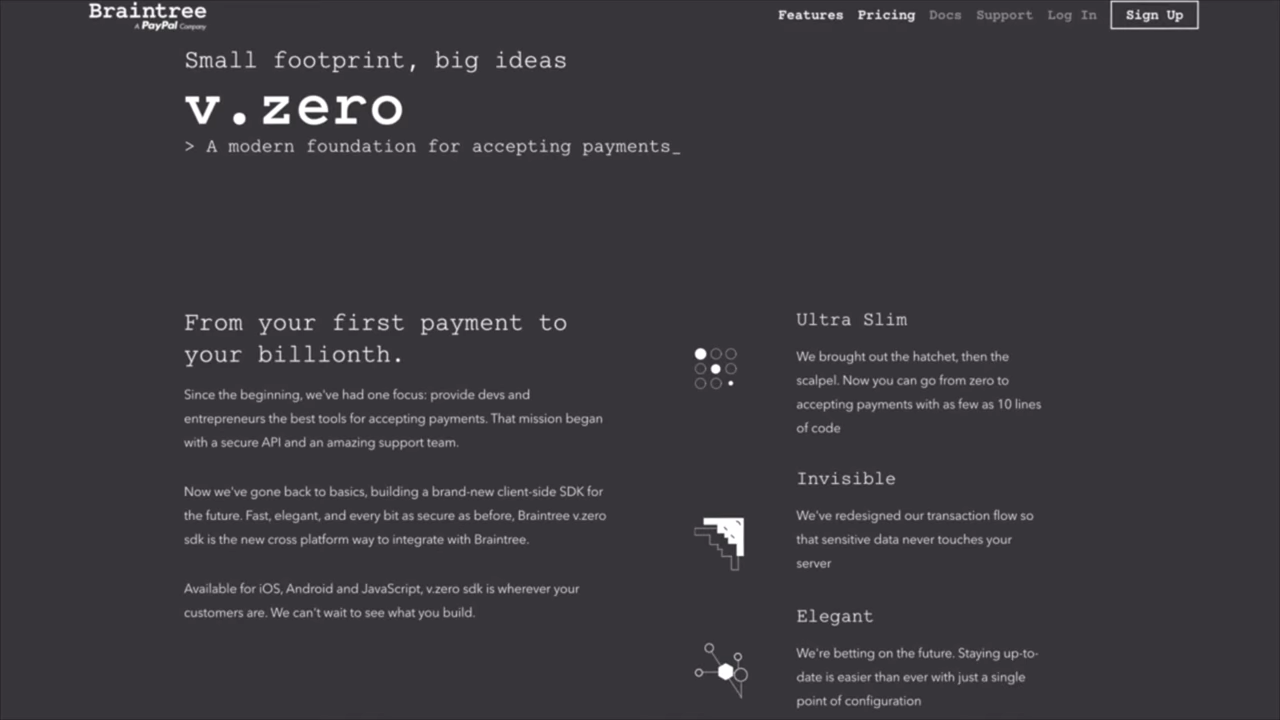 Braintree
A PayPal Company
Features Pricing Docs Support Log In Sign Up
Small footprint, big ideas
v.zero
> A modern foundation for accepting payments_
From your first payment to
your billionth.
Since the beginning, we've had one focus: provide devs and
entrepreneurs the best tools for accepting payments. That mission began
with a secure API and an amazing support team.
Now we've gone back to basics, building a brand-new client-side SDK for
the future. Fast, elegant, and every bit as secure as before, Braintree v.zero
sdk is the new cross platform way to integrate with Braintree.
Available for iOS, Android and JavaScript, v.zero sdk is wherever your
customers are. We can't wait to see what you build.
Ultra Slim
We brought out the hatchet, then the
scalpel. Now you can go from zero to
accepting payments with as few as 10 lines
of code
Invisible
We've redesigned our transaction flow so
that sensitive data never touches your
server
Elegant
We're betting on the future. Staying up-to-
date is easier than ever with just a single
point of configuration